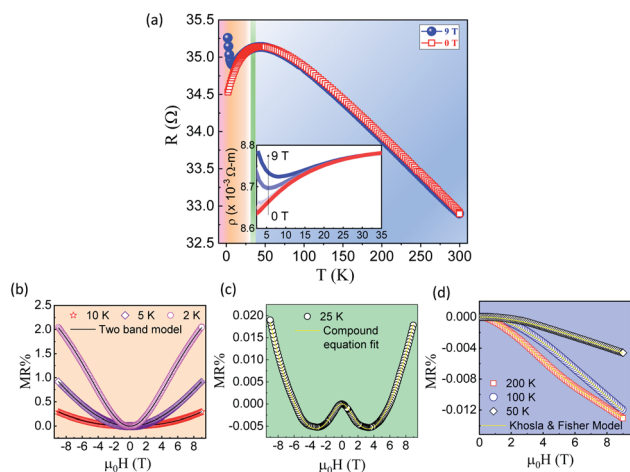 (a)
35.5
35.0
34.5
34.0
33.5
33.0
32.5
R (Ω)
9 T
0 T
8.8
8.7
8.6
ρ (x 10⁻³ Ω-m)
9 T
0 T
5 10 15 20 25 30 35
0 50 100 150 200 250 300
T (K)
(b)
10 K 5 K 2 K
Two band model
2.5
2.0
1.5
1.0
0.5
0.0
MR%
-8 -6 -4 -2 0 2 4 6 8
μ₀H (T)
(c)
25 K
Compound
equation fit
0.020
0.015
0.010
0.005
0.000
-0.005
MR%
-8 -6 -4 -2 0 2 4 6 8
μ₀H (T)
(d)
0.000
-0.004
-0.008
-0.012
MR%
200 K
100 K
50 K
Khosla & Fisher Model
0 2 4 6 8
μ₀H (T)